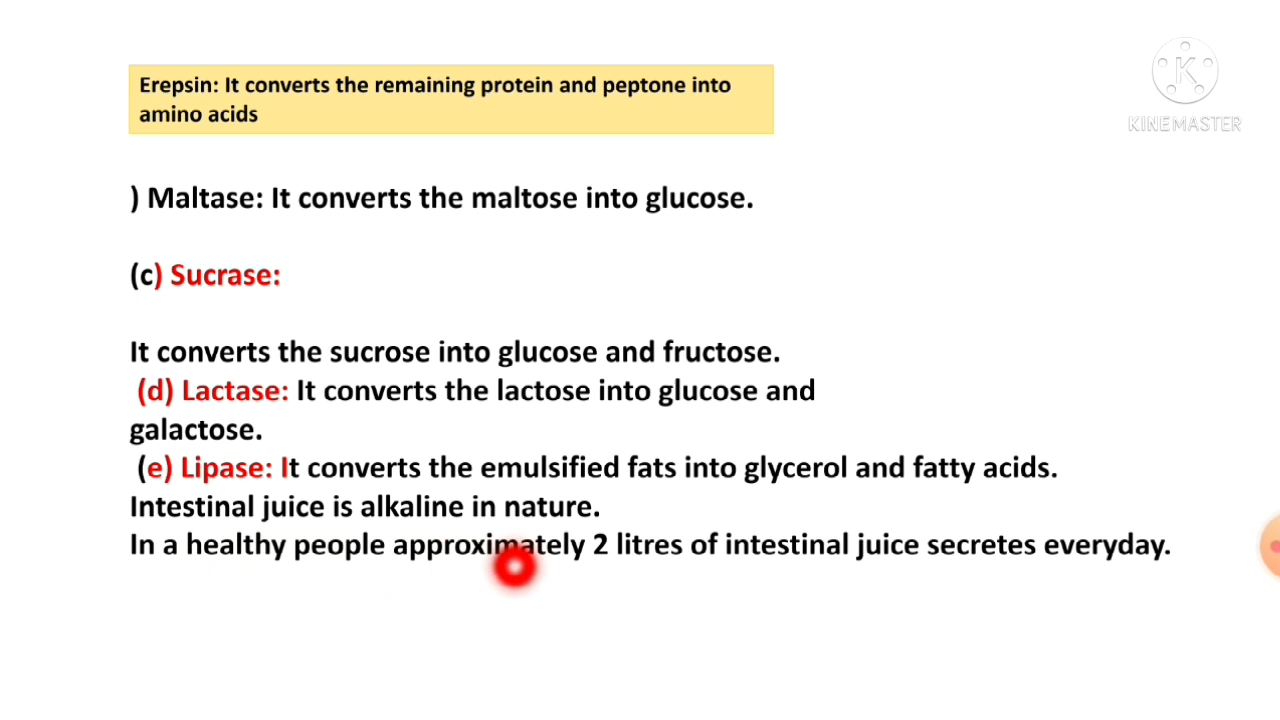 Erepsin: It converts the remaining protein and peptone into
amino acids
K
KINEMASTER
) Maltase: It converts the maltose into glucose.
(c) Sucrase:
It converts the sucrose into glucose and fructose.
(d) Lactase: It converts the lactose into glucose and
galactose.
(e) Lipase: It converts the emulsified fats into glycerol and fatty acids.
Intestinal juice is alkaline in nature.
In a healthy people approximately 2 litres of intestinal juice secretes everyday.